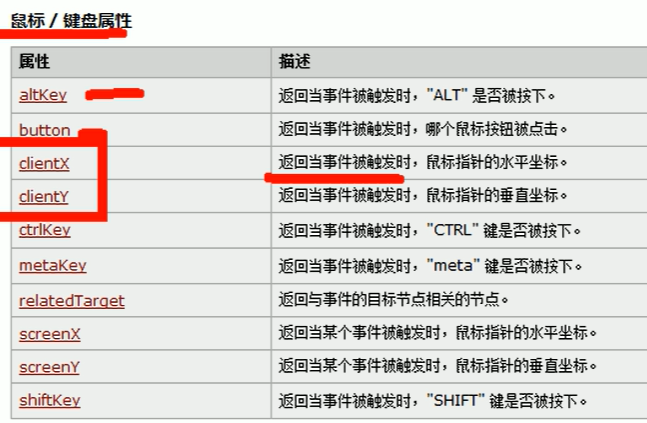 鼠标 / 键盘属性
属性 描述
altKey 返回当事件被触发时，"ALT" 是否被按下。
button 返回当事件被触发时，哪个鼠标按钮被点击。
clientX 返回当事件被触发时，鼠标指针的水平坐标。
clientY 返回当事件被触发时，鼠标指针的垂直坐标。
ctrlKey 返回当事件被触发时，"CTRL" 键是否被按下。
metaKey 返回当事件被触发时，"meta" 键是否被按下。
relatedTarget 返回与事件的目标节点相关的节点。
screenX 返回当某个事件被触发时，鼠标指针的水平坐标。
screenY 返回当某个事件被触发时，鼠标指针的垂直坐标。
shiftKey 返回当事件被触发时，"SHIFT" 键是否被按下。